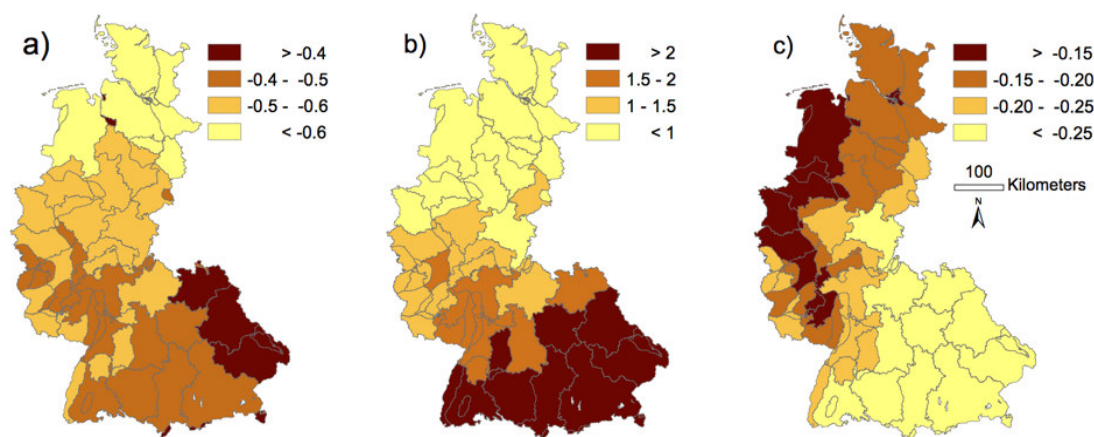 a)
> -0.4
-0.4 - -0.5
-0.5 - -0.6
< -0.6
b)
> 2
1.5 - 2
1 - 1.5
< 1
c)
> -0.15
-0.15 - -0.20
-0.20 - -0.25
< -0.25
100
Kilometers
N